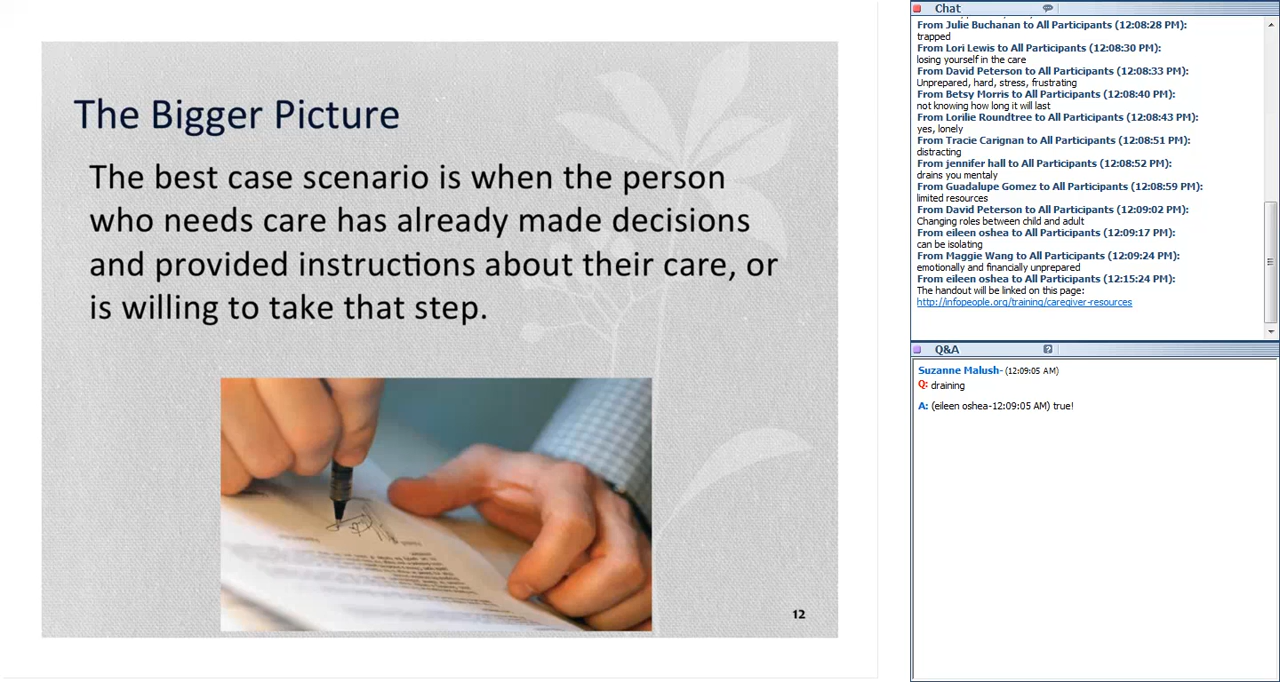 The Bigger Picture
The best case scenario is when the person
who needs care has already made decisions
and provided instructions about their care, or
is willing to take that step.
12
Chat
From Julie Buchanan to All Participants (12:08:28 PM):
trapped
From Lori Lewis to All Participants (12:08:30 PM):
losing yourself in the care
From David Peterson to All Participants (12:08:33 PM):
Unprepared, hard, stress, frustrating
From Betsy Morris to All Participants (12:08:40 PM):
not knowing how long it will last
From Lorilie Roundtree to All Participants (12:08:43 PM):
yes, lonely
From Tracie Carignan to All Participants (12:08:51 PM):
distracting
From jennifer hall to All Participants (12:08:52 PM):
drains you mentaly
From Guadalupe Gomez to All Participants (12:08:59 PM):
limited resources
From David Peterson to All Participants (12:09:02 PM):
Changing roles between child and adult
From eileen oshea to All Participants (12:09:17 PM):
can be isolating
From Maggie Wang to All Participants (12:09:24 PM):
emotionally and financially unprepared
From eileen oshea to All Participants (12:15:24 PM):
The handout will be linked on this page:
http://infopeople.org/training/caregiver-resources
Q&A
Suzanne Malush- (12:09:05 AM)
Q: draining
A: (eileen oshea-12:09:05 AM) true!